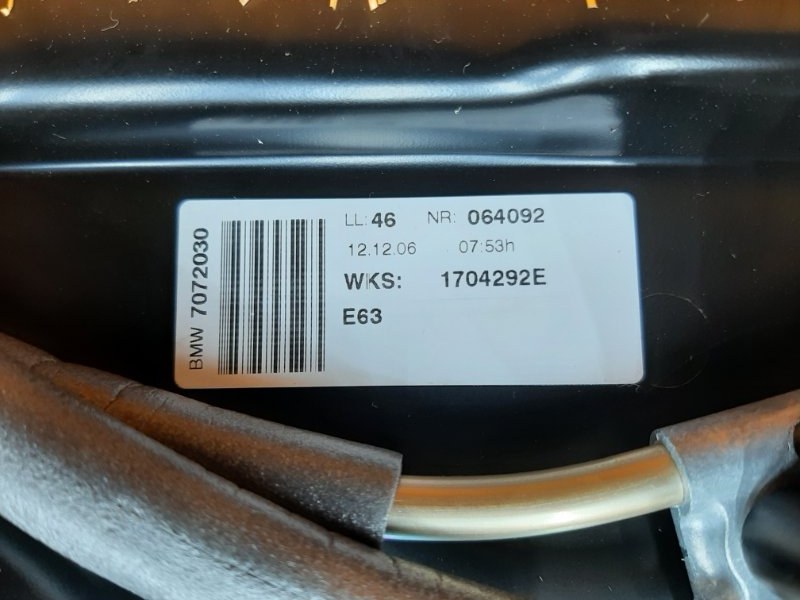 BMW 7072030
LL: 46 NR: 064092
12.12.06 07:53h
WKS: 1704292E
E63